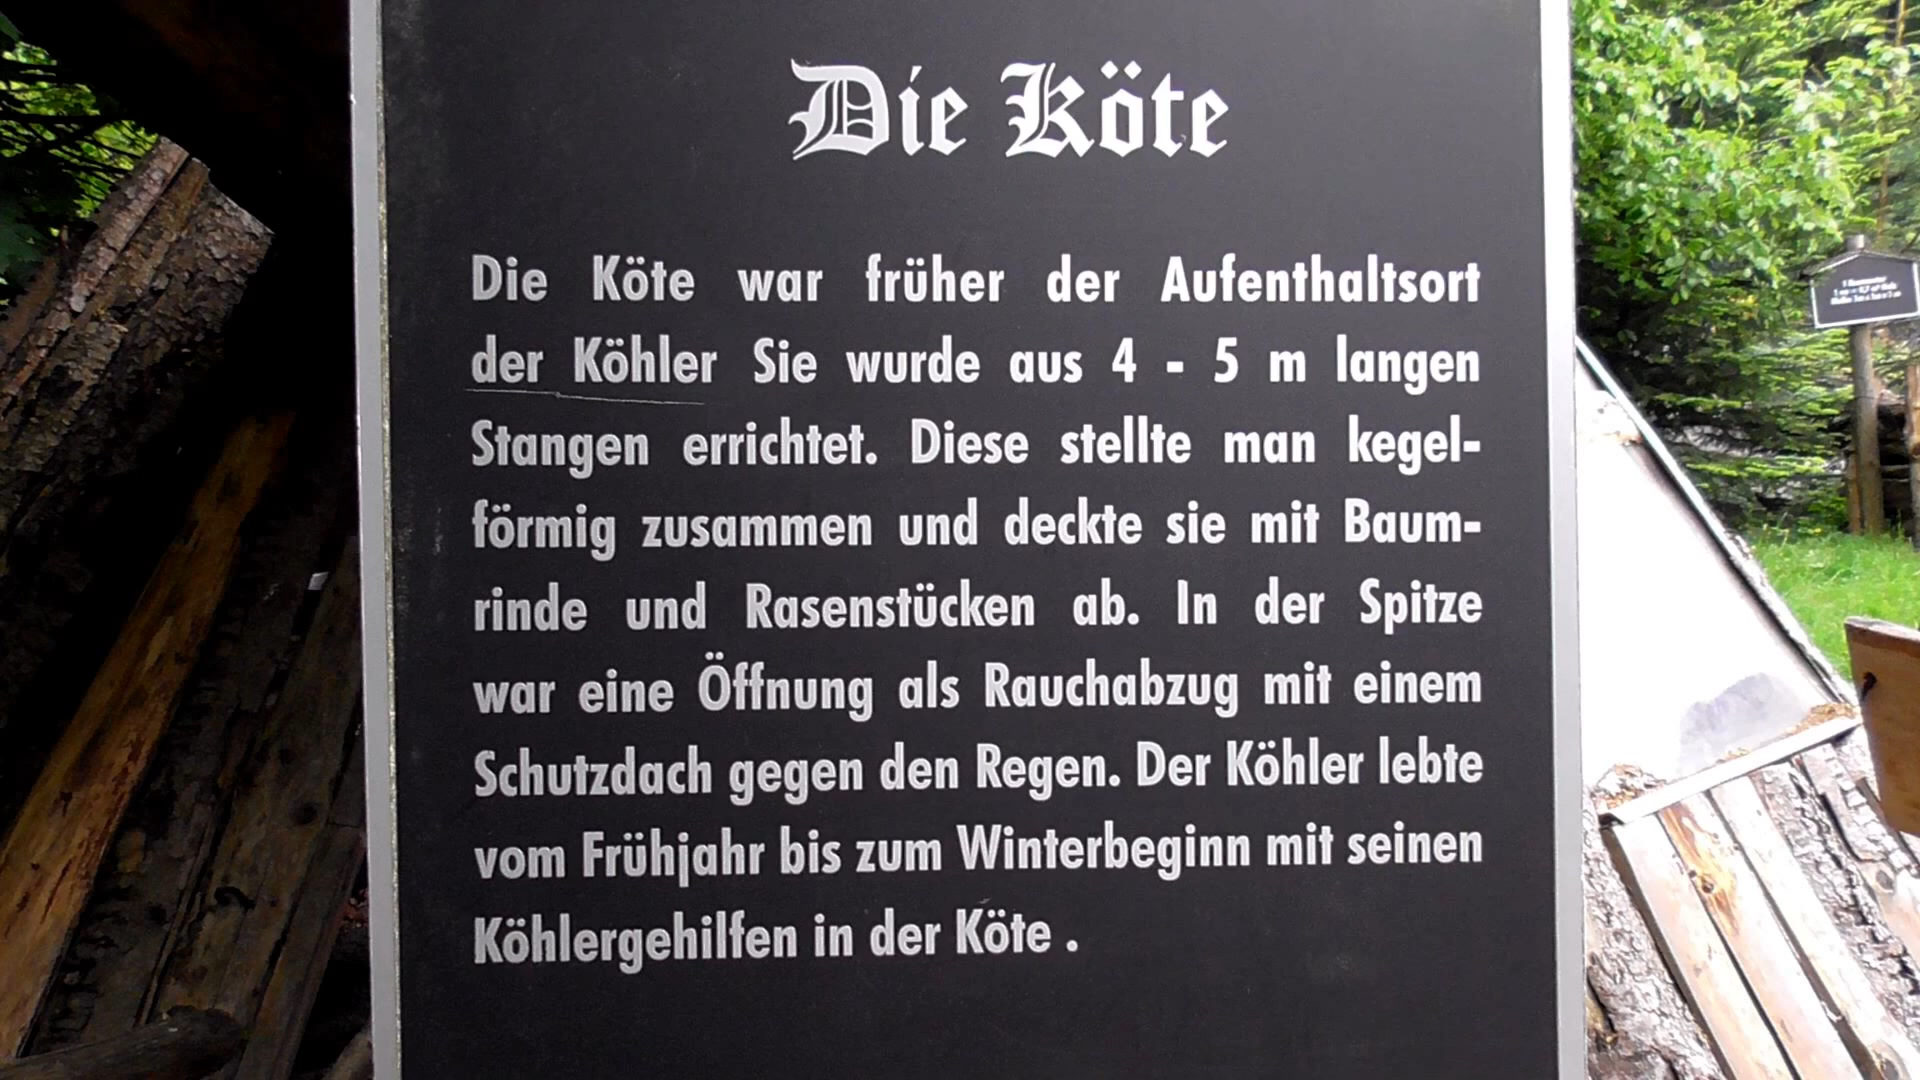 Die Köte
Die Köte war früher der Aufenthaltsort
der Köhler Sie wurde aus 4 - 5 m langen
Stangen errichtet. Diese stellte man kegel-
förmig zusammen und deckte sie mit Baum-
rinde und Rasenstücken ab. In der Spitze
war eine Öffnung als Rauchabzug mit einem
Schutzdach gegen den Regen. Der Köhler lebte
vom Frühjahr bis zum Winterbeginn mit seinen
Köhlergehilfen in der Köte .